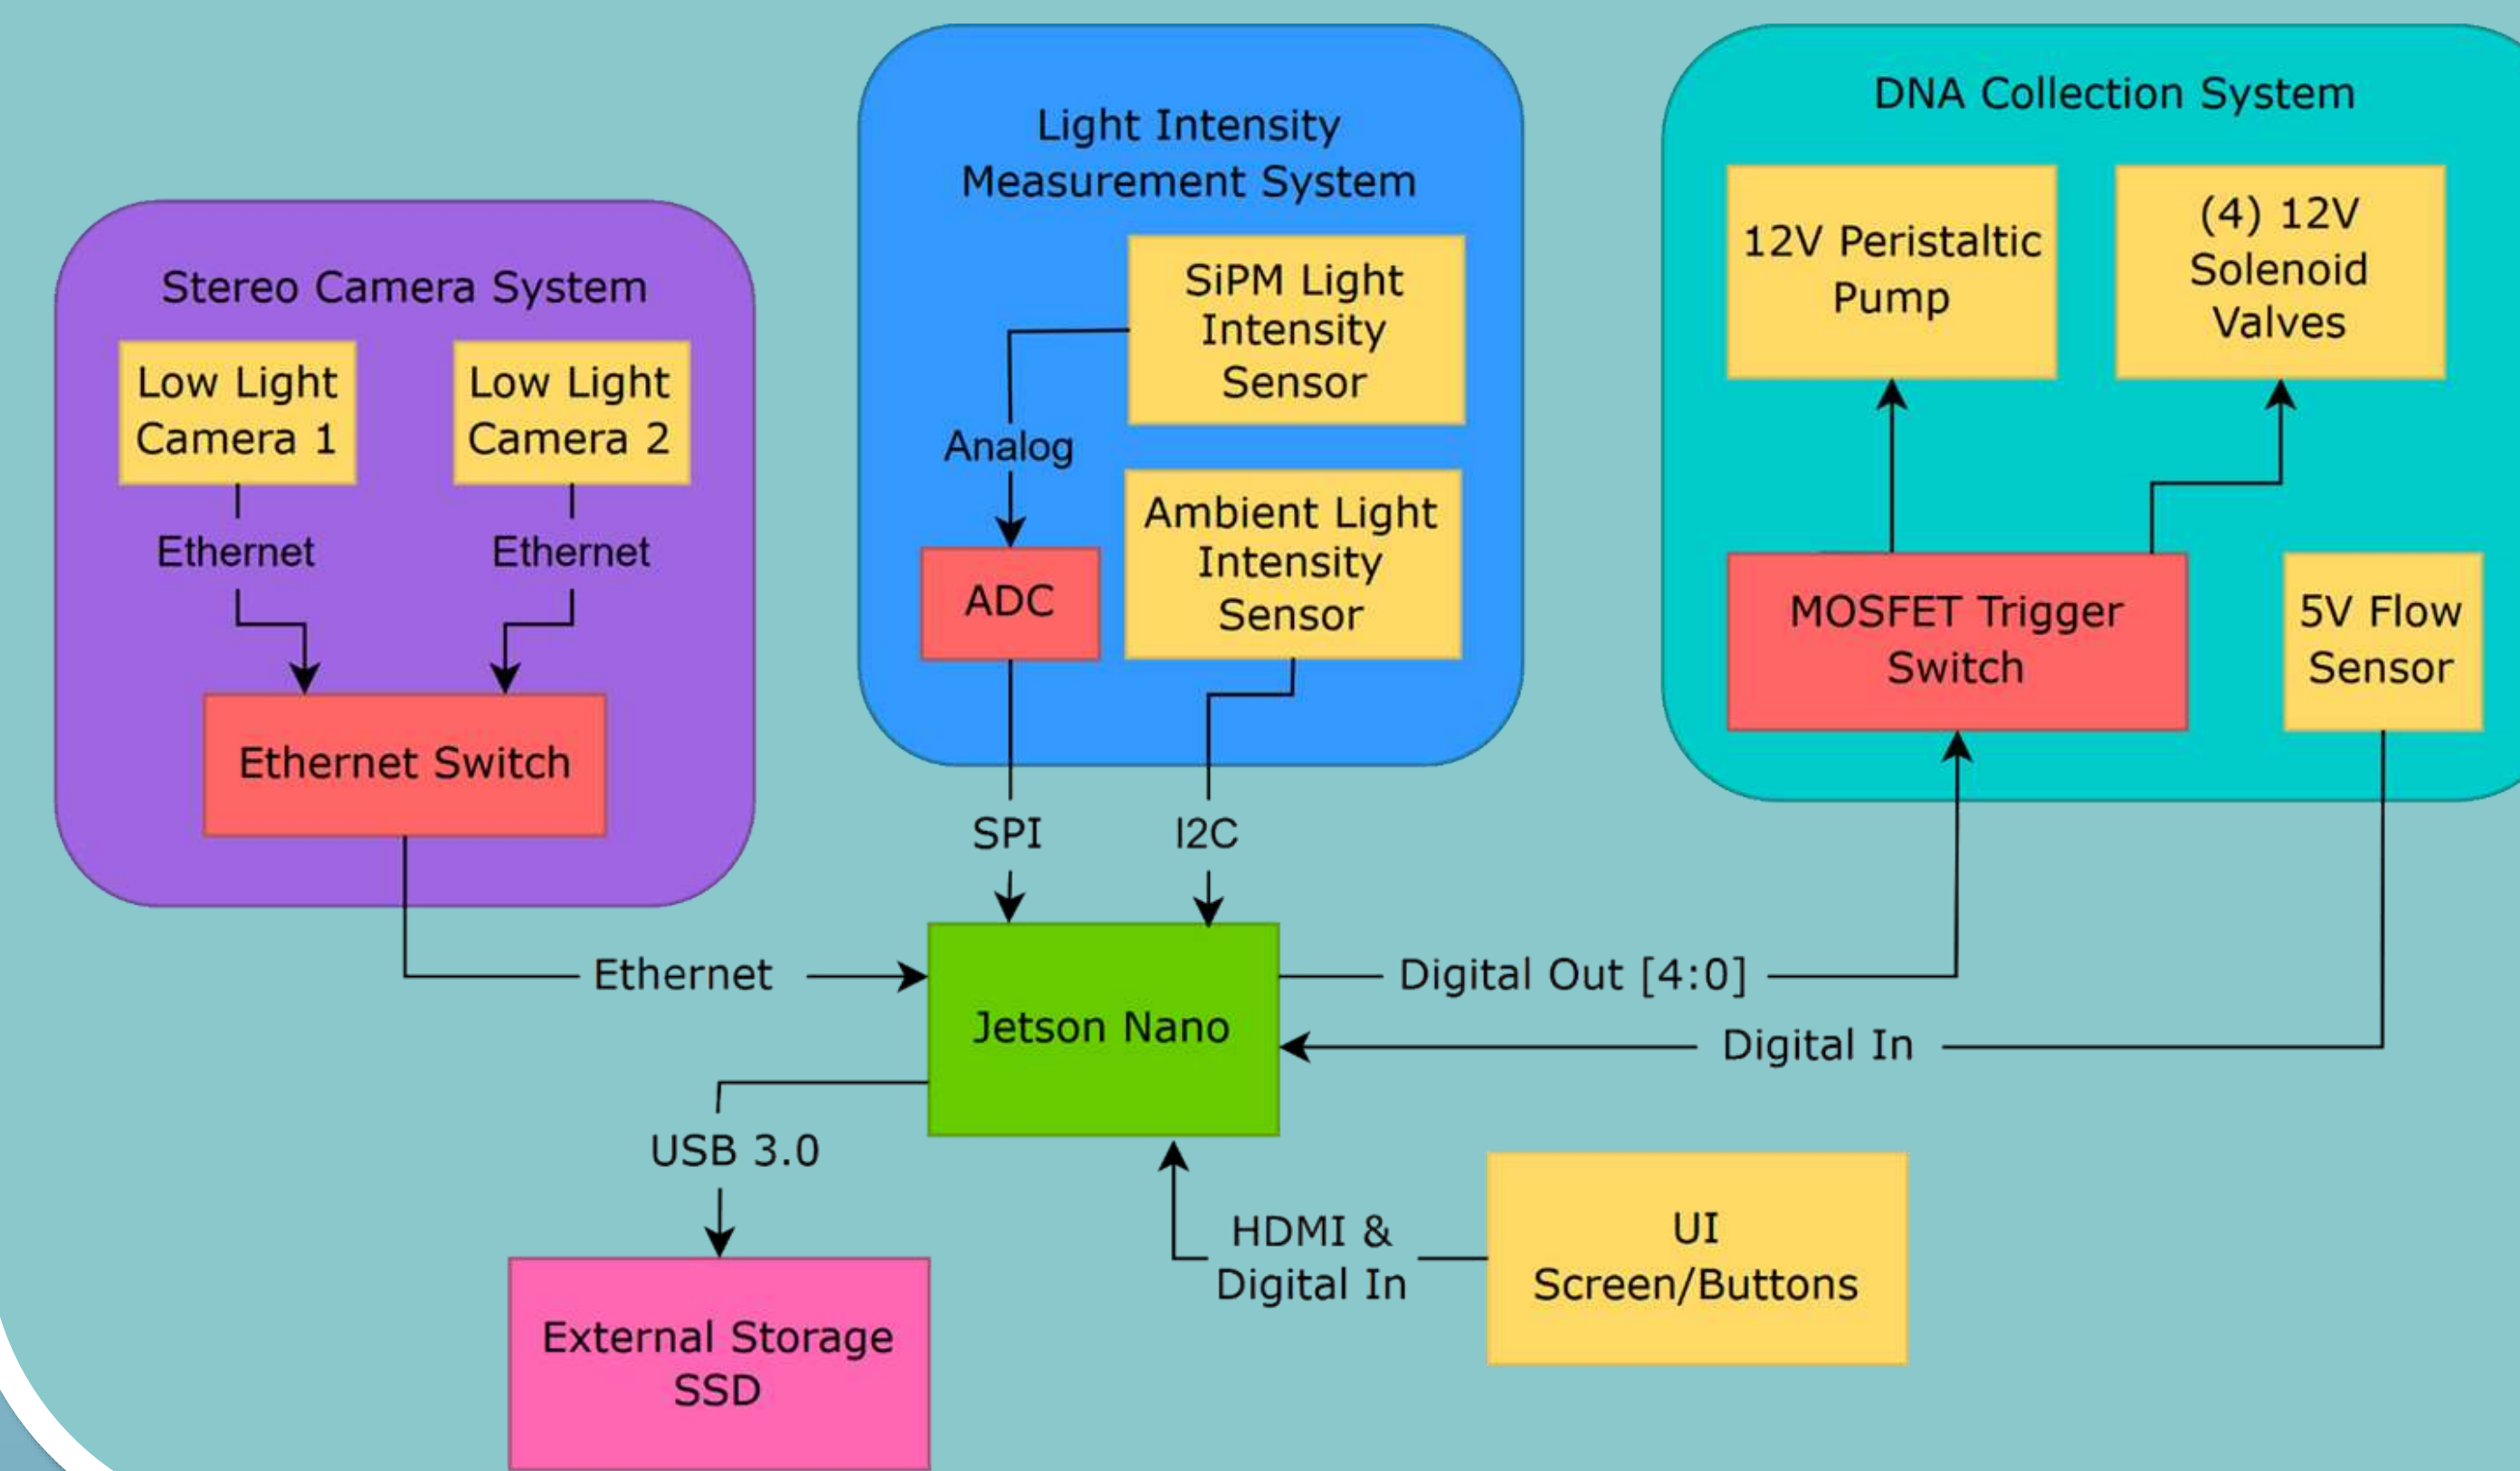 Stereo Camera System
Low Light
Camera 1
Low Light
Camera 2
Ethernet
Ethernet
Ethernet Switch
Light Intensity
Measurement System
SiPM Light
Intensity
Sensor
Analog
ADC
Ambient Light
Intensity
Sensor
SPI
I2C
DNA Collection System
12V Peristaltic
Pump
(4) 12V
Solenoid
Valves
MOSFET Trigger
Switch
5V Flow
Sensor
Ethernet
Jetson Nano
Digital Out [4:0]
Digital In
USB 3.0
HDMI &
Digital In
UI
Screen/Buttons
External Storage
SSD